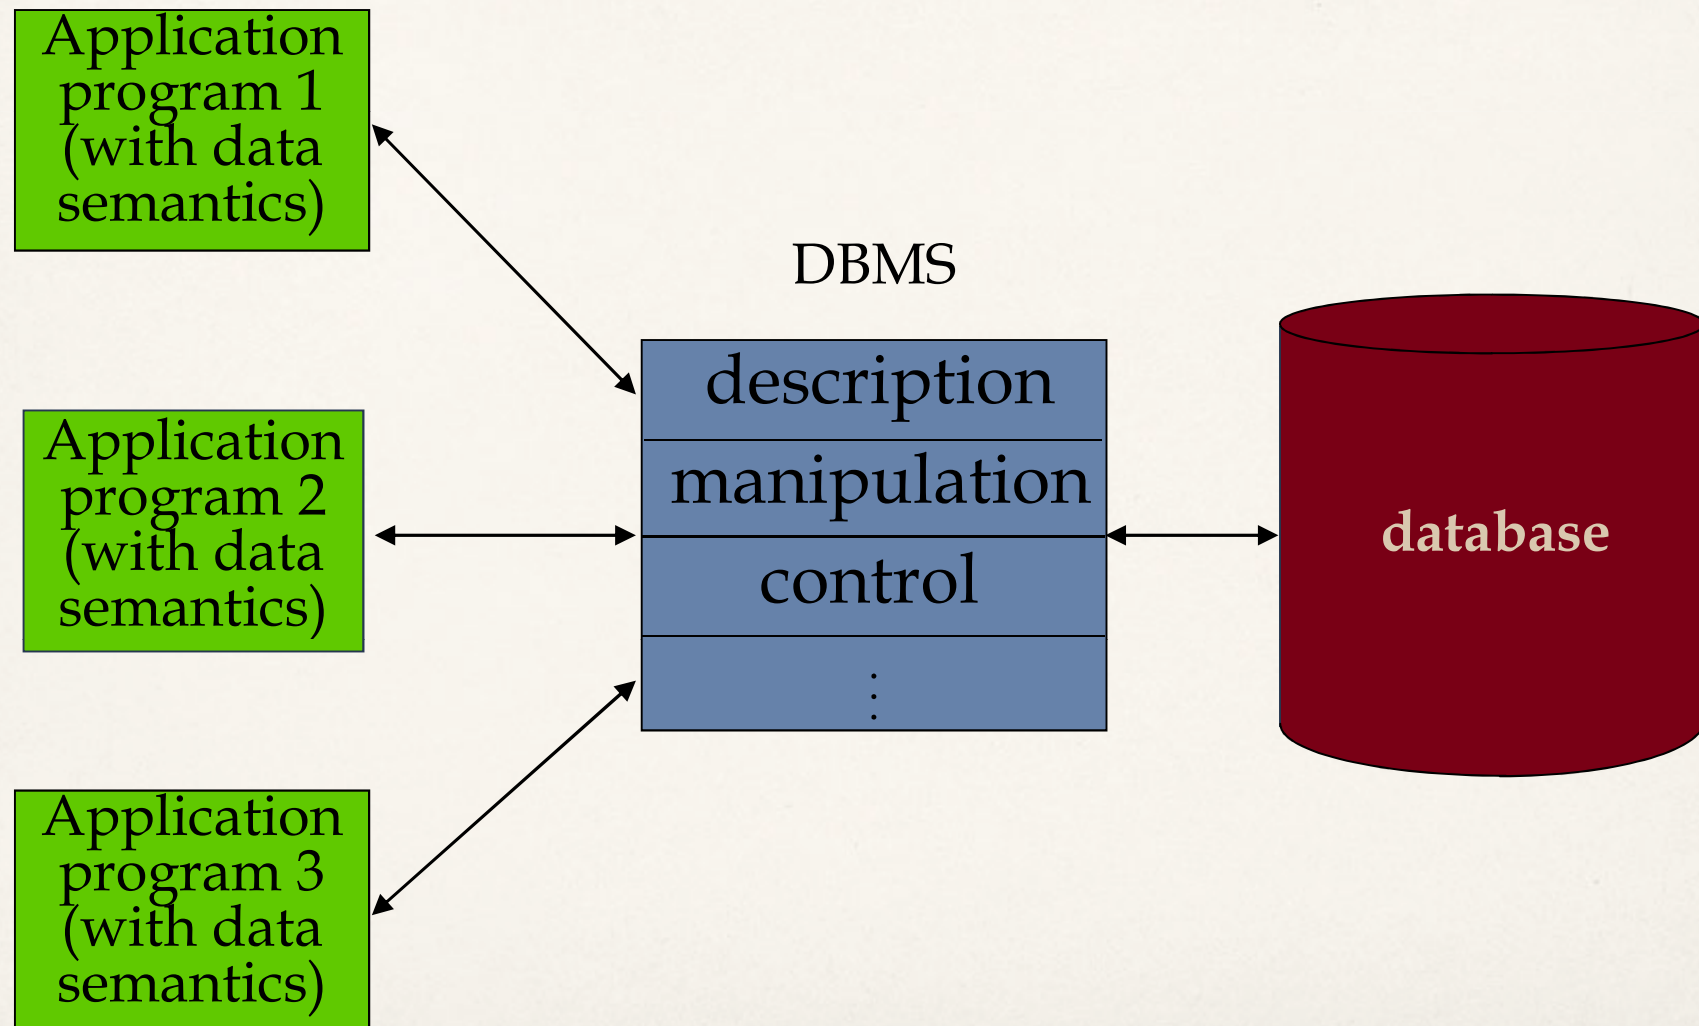 Application
program 1
(with data
semantics)
DBMS
description
manipulation
control
⋮
Application
program 2
(with data
semantics)
database
Application
program 3
(with data
semantics)